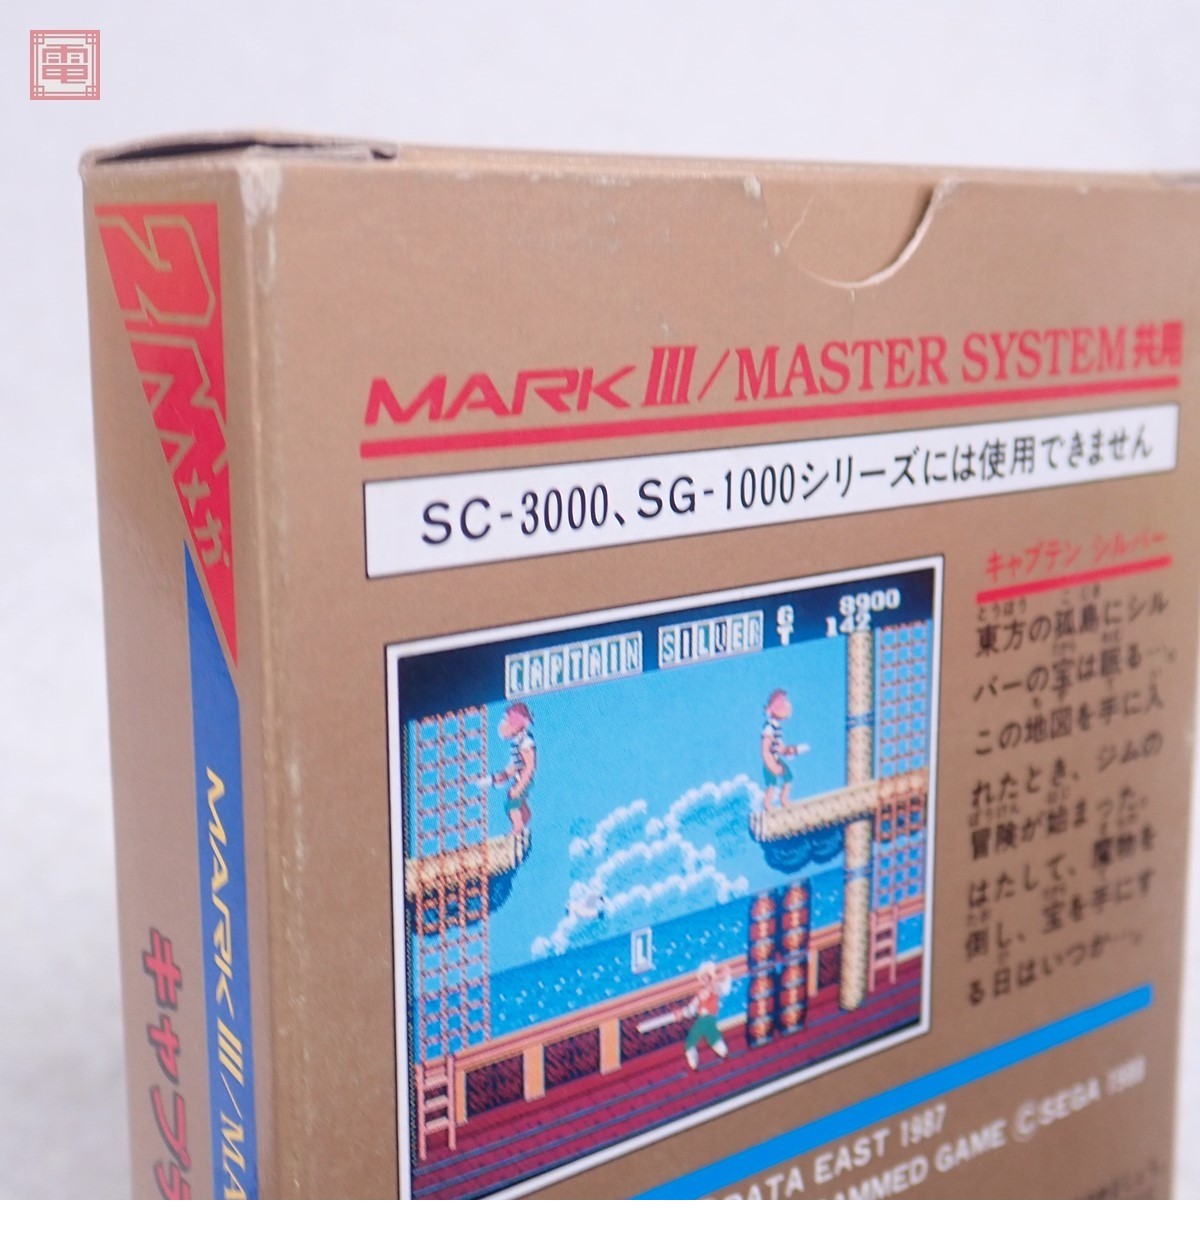 電
2M
メガ
MARK III/MA
キャプテ
MARK III/MASTER SYSTEM共用
SC-3000、SG-1000シリーズには使用できません
CAPTAIN SILVER
G 8900
T 142
L
キャプテン シルバー
東方の孤島にシル
バーの宝は眠る…。
この地図を手に入
れたとき、ジムの
冒険が始まった。
はたして、魔物を
倒し、宝を手にす
る日はいつか…。
DATA EAST 1987
AMMED GAME ©SEGA 1988